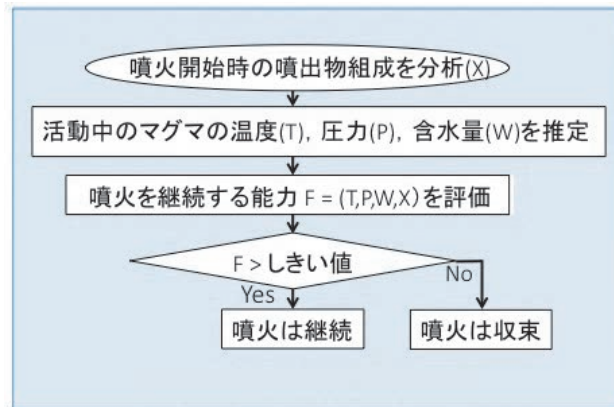 噴火開始時の噴出物組成を分析(X)
活動中のマグマの温度(T), 圧力(P), 含水量(W)を推定
噴火を継続する能力 F = (T,P,W,X)を評価
F > しきい値
Yes
No
噴火は継続
噴火は収束